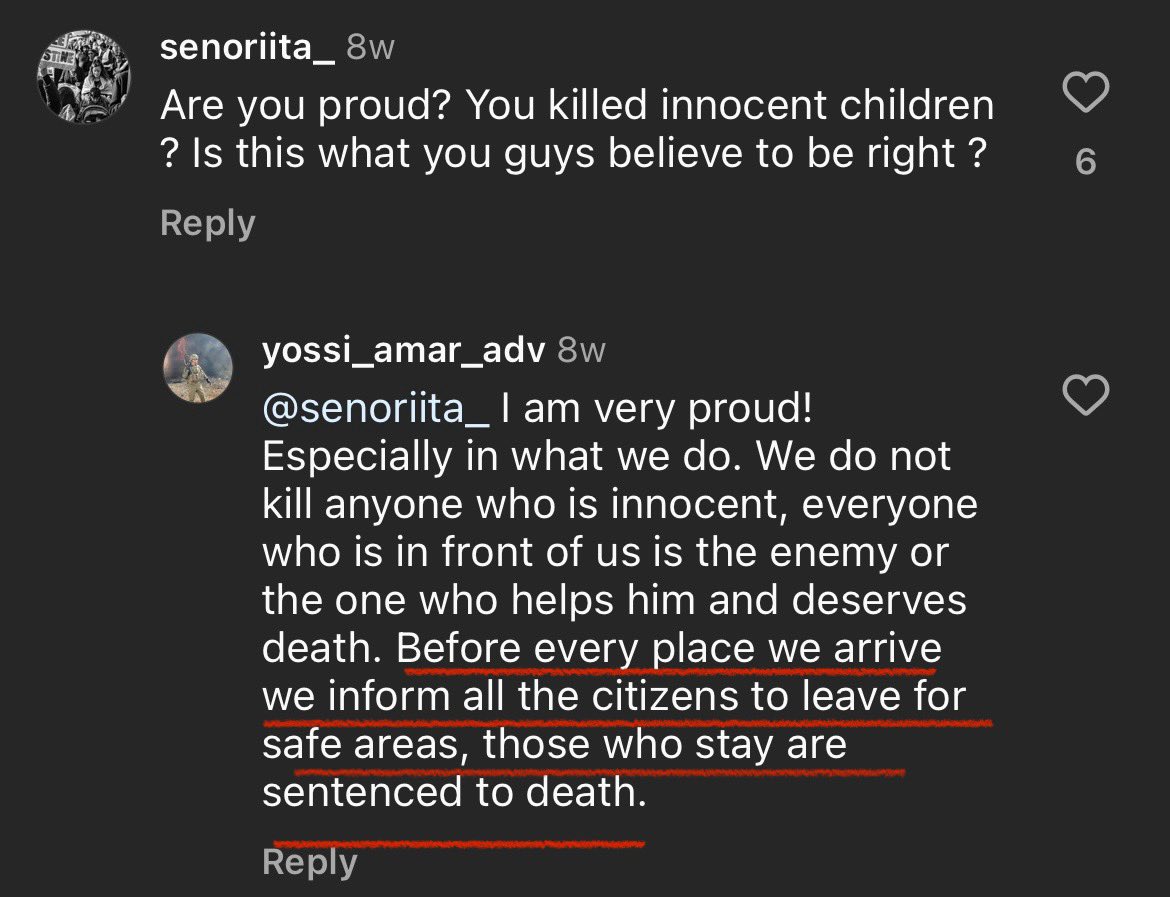 senoriita_ 8w
Are you proud? You killed innocent children
? Is this what you guys believe to be right ?
6
Reply
yossi_amar_adv 8w
@senoriita_ I am very proud!
Especially in what we do. We do not
kill anyone who is innocent, everyone
who is in front of us is the enemy or
the one who helps him and deserves
death. Before every place we arrive
we inform all the citizens to leave for
safe areas, those who stay are
sentenced to death.
Reply